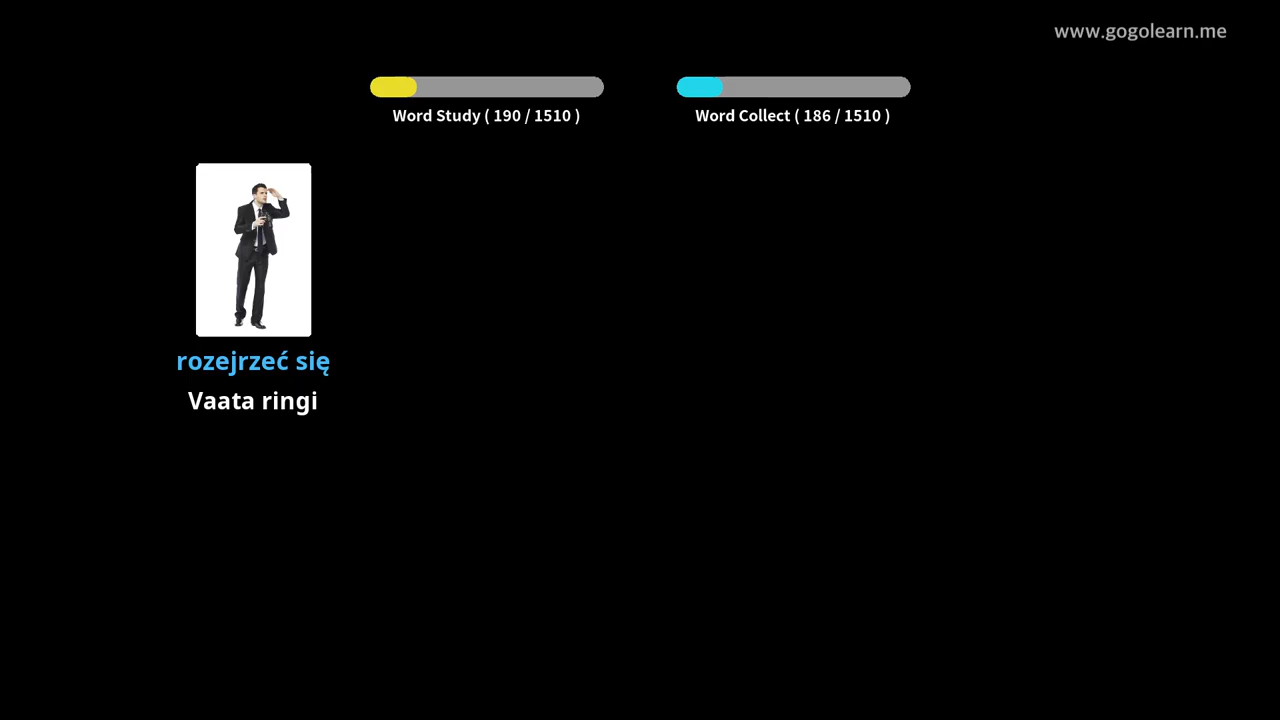 www.gogolearn.me
Word Study ( 190 / 1510 )
Word Collect ( 186 / 1510 )
rozejrzeć się
Vaata ringi